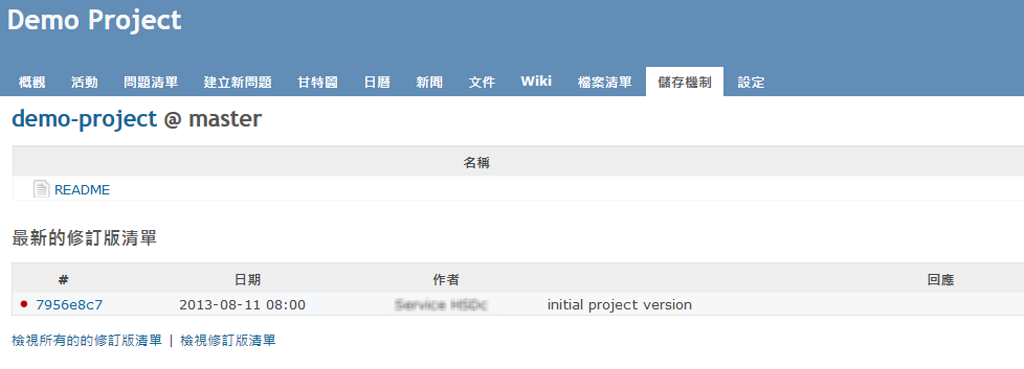 Demo Project
概觀 活動 問題清單 建立新問題 甘特圖 日曆 新聞 文件 Wiki 檔案清單 儲存機制 設定
demo-project @ master
名稱
README
最新的修訂版清單
# 日期 作者 回應
7956e8c7 2013-08-11 08:00 initial project version
檢視所有的的修訂版清單 | 檢視修訂版清單